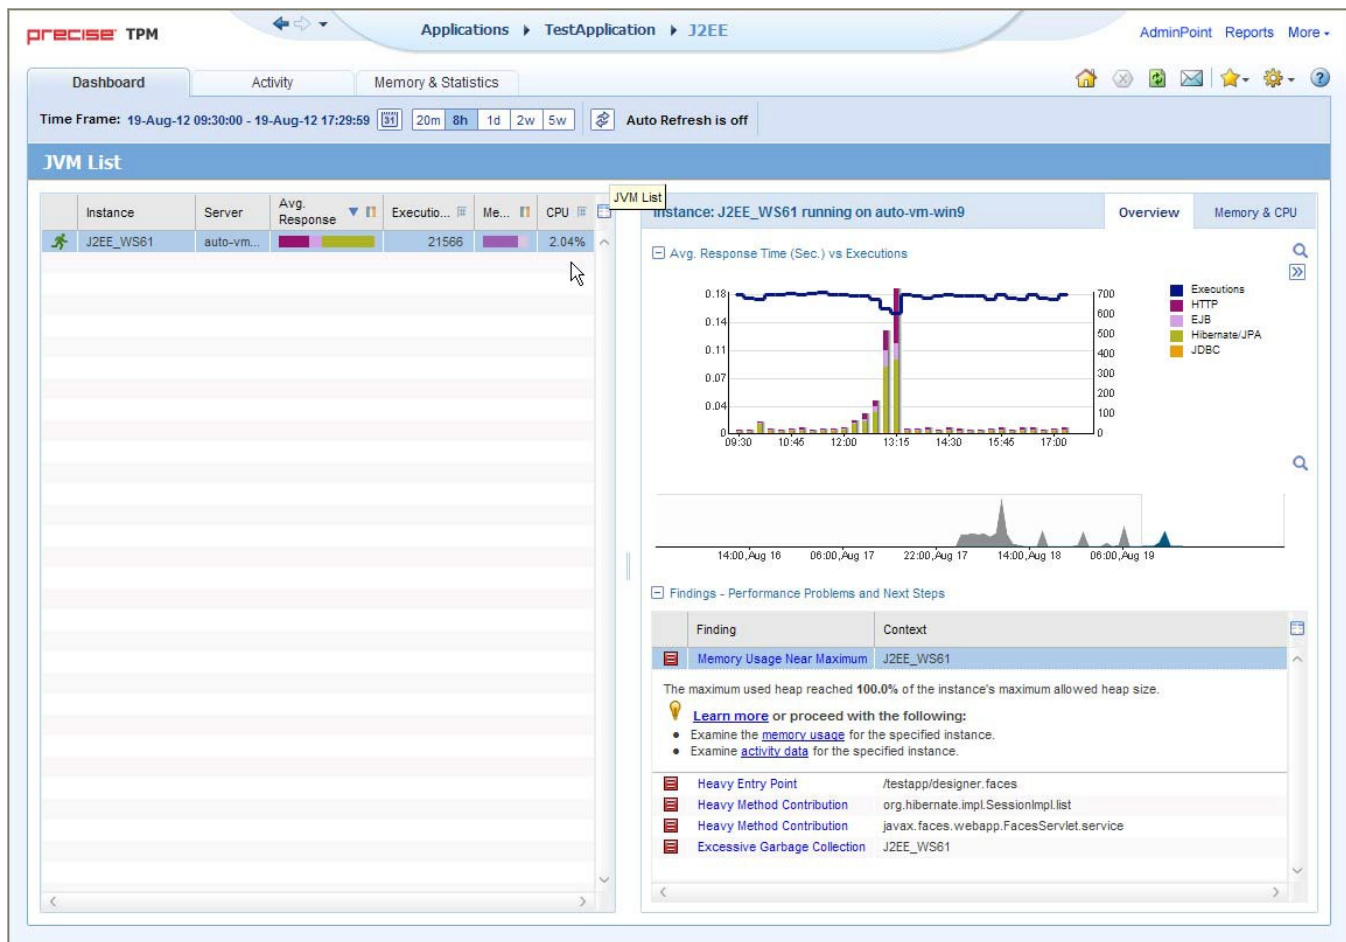 precise TPM
Applications TestApplication J2EE
AdminPoint Reports More
Dashboard Activity Memory & Statistics
Time Frame: 19-Aug-12 09:30:00 - 19-Aug-12 17:29:59 31 20m 8h 1d 2w 5w Auto Refresh is off
JVM List
Instance Server Avg. Response Executio... Me... CPU
J2EE_WS61 auto-vm... 21566 2.04%
JVM List
Instance: J2EE_WS61 running on auto-vm-win9
Overview Memory & CPU
Avg. Response Time (Sec.) vs Executions
0.18
0.14
0.11
0.07
0.04
0
700
600
500
400
300
200
100
0
09:30 10:45 12:00 13:15 14:30 15:45 17:00
Executions
HTTP
EJB
Hibernate/JPA
JDBC
14:00,Aug 16 06:00,Aug 17 22:00,Aug 17 14:00,Aug 18 06:00,Aug 19
Findings - Performance Problems and Next Steps
Finding Context
Memory Usage Near Maximum J2EE_WS61
The maximum used heap reached 100.0% of the instance's maximum allowed heap size.
Learn more or proceed with the following:
Examine the memory usage for the specified instance.
Examine activity data for the specified instance.
Heavy Entry Point /testapp/designer.faces
Heavy Method Contribution org.hibernate.impl.SessionImpl.list
Heavy Method Contribution javax.faces.webapp.FacesServlet.service
Excessive Garbage Collection J2EE_WS61